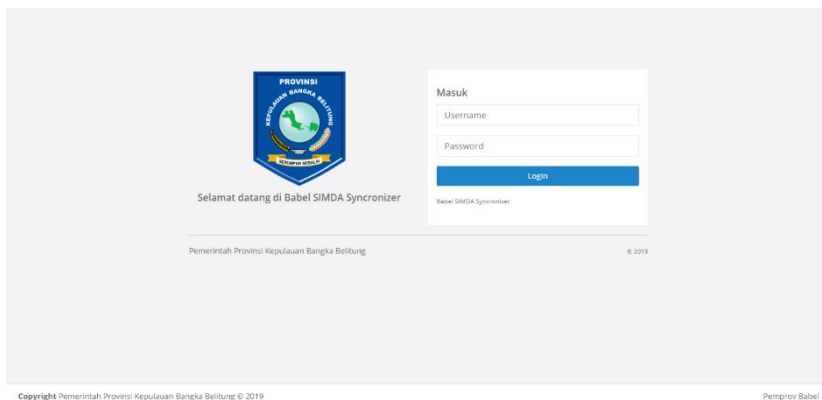 PROVINSI
KEPULAUAN BANGKA BELITUNG
SERUMPUN SEBALAI
Selamat datang di Babel SIMDA Syncronizer
Masuk
Username
Password
Login
Babel SIMDA Syncronizer
Pemerintah Provinsi Kepulauan Bangka Belitung
© 2019
Copyright Pemerintah Provinsi Kepulauan Bangka Belitung © 2019
Pemprov Babel